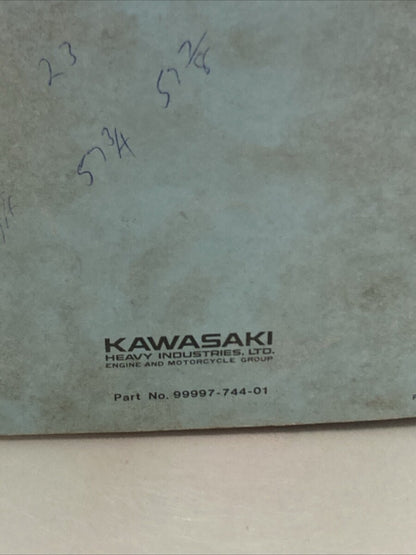 23
57 7/8
57 3/4
KAWASAKI
HEAVY INDUSTRIES, LTD.
ENGINE AND MOTORCYCLE GROUP
Part No. 99997-744-01